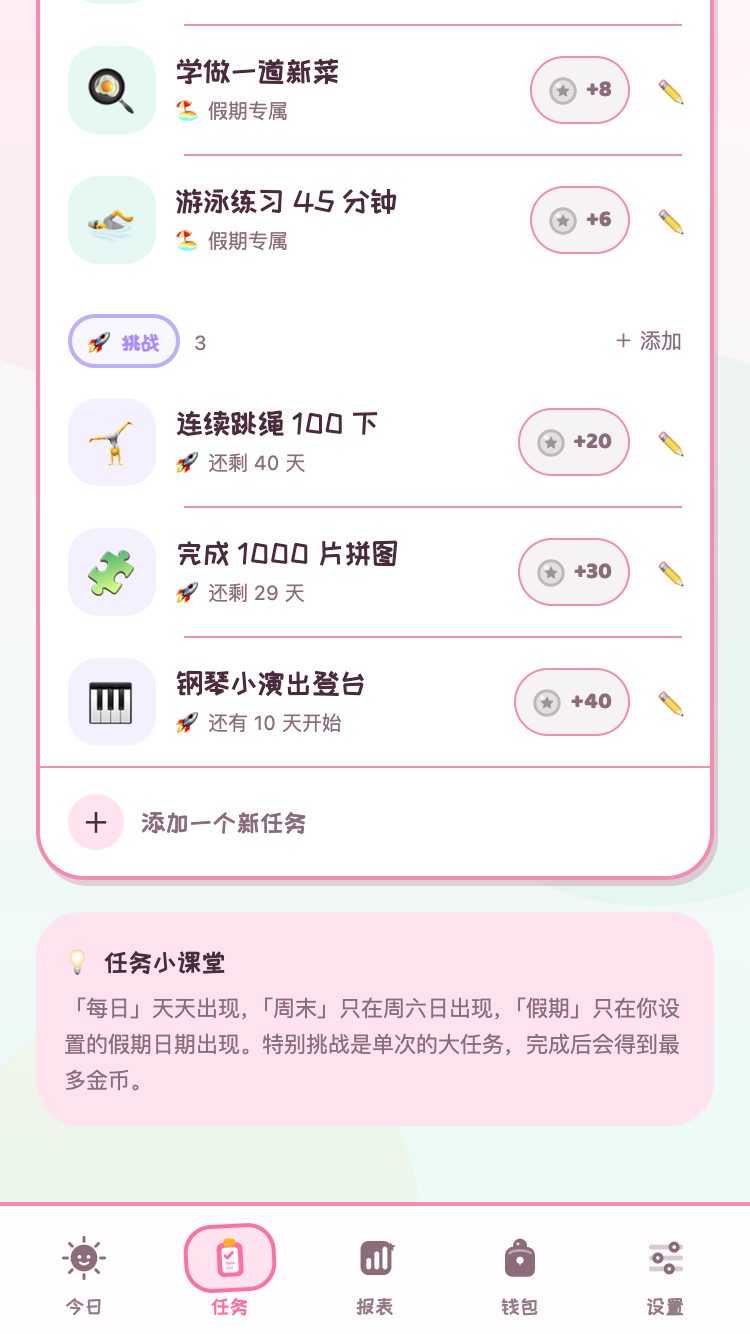 学做一道新菜
假期专属
+8
游泳练习 45 分钟
假期专属
+6
挑战 3 + 添加
连续跳绳 100 下
还剩 40 天
+20
完成 1000 片拼图
还剩 29 天
+30
钢琴小演出登台
还有 10 天开始
+40
+ 添加一个新任务
任务小课堂
「每日」天天出现,「周末」只在周六日出现,「假期」只在你设
置的假期日期出现。特别挑战是单次的大任务，完成后会得到最
多金币。
今日 任务 报表 钱包 设置